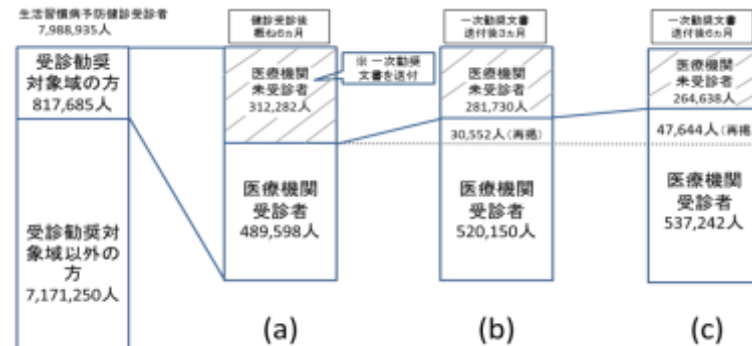 生活習慣病予防健診受診者
7,988,935人
受診勧奨
対象域の方
817,685人
受診勧奨対
象域以外の
方
7,171,250人
健診受診後
概ね6ヵ月
医療機関
未受診者
312,282人
※ 一次勧奨
文書を送付
医療機関
受診者
489,598人
(a)
一次勧奨文書
送付後3ヵ月
医療機関
未受診者
281,730人
30,552人(再掲)
医療機関
受診者
520,150人
(b)
一次勧奨文書
送付後6ヵ月
医療機関
未受診者
264,638人
47,644人(再掲
医療機関
受診者
537,242人
(c)